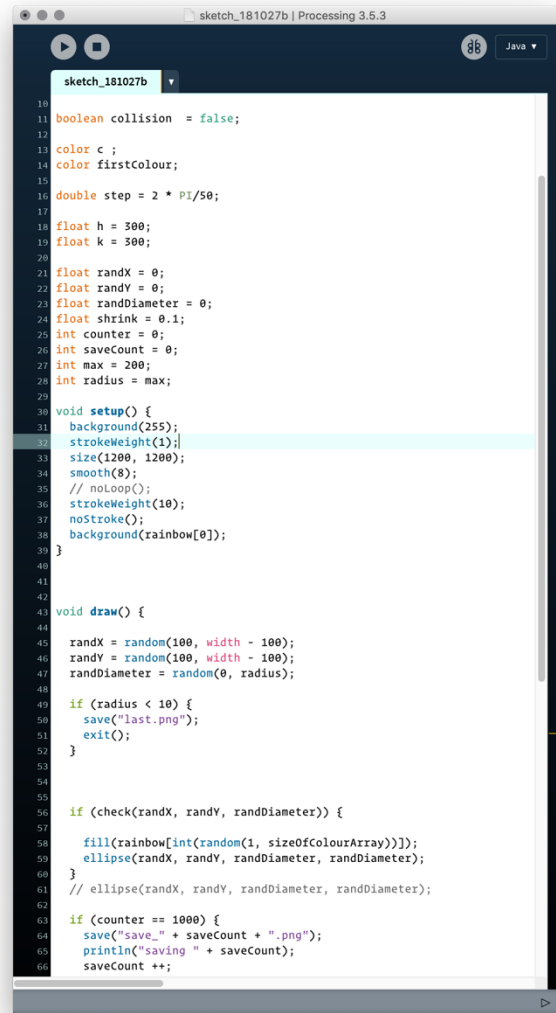 sketch_181027b | Processing 3.5.3
Java ▼
sketch_181027b ▼
10
11 boolean collision  = false;
12
13 color c ;
14 color firstColour;
15
16 double step = 2 * PI/50;
17
18 float h = 300;
19 float k = 300;
20
21 float randX = 0;
22 float randY = 0;
23 float randDiameter = 0;
24 float shrink = 0.1;
25 int counter = 0;
26 int saveCount = 0;
27 int max = 200;
28 int radius = max;
29
30 void setup() {
31   background(255);
32   strokeWeight(1);
33   size(1200, 1200);
34   smooth(8);
35   // noLoop();
36   strokeWeight(10);
37   noStroke();
38   background(rainbow[0]);
39 }
40
41
42
43 void draw() {
44
45   randX = random(100, width - 100);
46   randY = random(100, width - 100);
47   randDiameter = random(0, radius);
48
49   if (radius < 10) {
50     save("last.png");
51     exit();
52   }
53
54
55
56   if (check(randX, randY, randDiameter)) {
57
58     fill(rainbow[int(random(1, sizeOfColourArray))]);
59     ellipse(randX, randY, randDiameter, randDiameter);
60   }
61   // ellipse(randX, randY, randDiameter, randDiameter);
62
63   if (counter == 1000) {
64     save("save_" + saveCount + ".png");
65     println("saving " + saveCount);
66     saveCount ++;